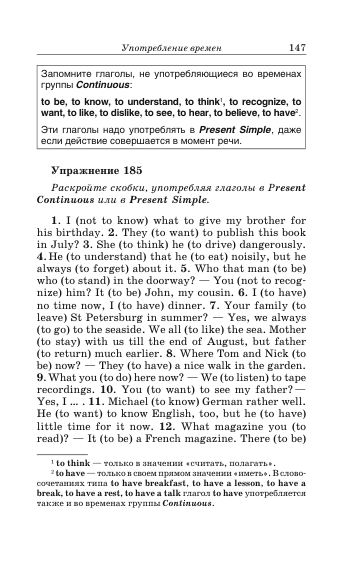 Употребление времен 147
Запомните глаголы, не употребляющиеся во временах
группы Continuous:
to be, to know, to understand, to think¹, to recognize, to
want, to like, to dislike, to see, to hear, to believe, to have².
Эти глаголы надо употреблять в Present Simple, даже
если действие совершается в момент речи.
Упражнение 185
Раскройте скобки, употребляя глаголы в Present
Continuous или в Present Simple.
1. I (not to know) what to give my brother for
his birthday. 2. They (to want) to publish this book
in July? 3. She (to think) he (to drive) dangerously.
4. He (to understand) that he (to eat) noisily, but he
always (to forget) about it. 5. Who that man (to be)
who (to stand) in the doorway? — You (not to recog-
nize) him? It (to be) John, my cousin. 6. I (to have)
no time now, I (to have) dinner. 7. Your family (to
leave) St Petersburg in summer? — Yes, we always
(to go) to the seaside. We all (to like) the sea. Mother
(to stay) with us till the end of August, but father
(to return) much earlier. 8. Where Tom and Nick (to
be) now? — They (to have) a nice walk in the garden.
9. What you (to do) here now? — We (to listen) to tape
recordings. 10. You (to want) to see my father? —
Yes, I ... . 11. Michael (to know) German rather well.
He (to want) to know English, too, but he (to have)
little time for it now. 12. What magazine you (to
read)? — It (to be) a French magazine. There (to be)
¹ to think — только в значении «считать, полагать».
² to have — только в своем прямом значении «иметь». В слово-
сочетаниях типа to have breakfast, to have a lesson, to have a
break, to have a rest, to have a talk глагол to have употребляется
также и во временах группы Continuous.